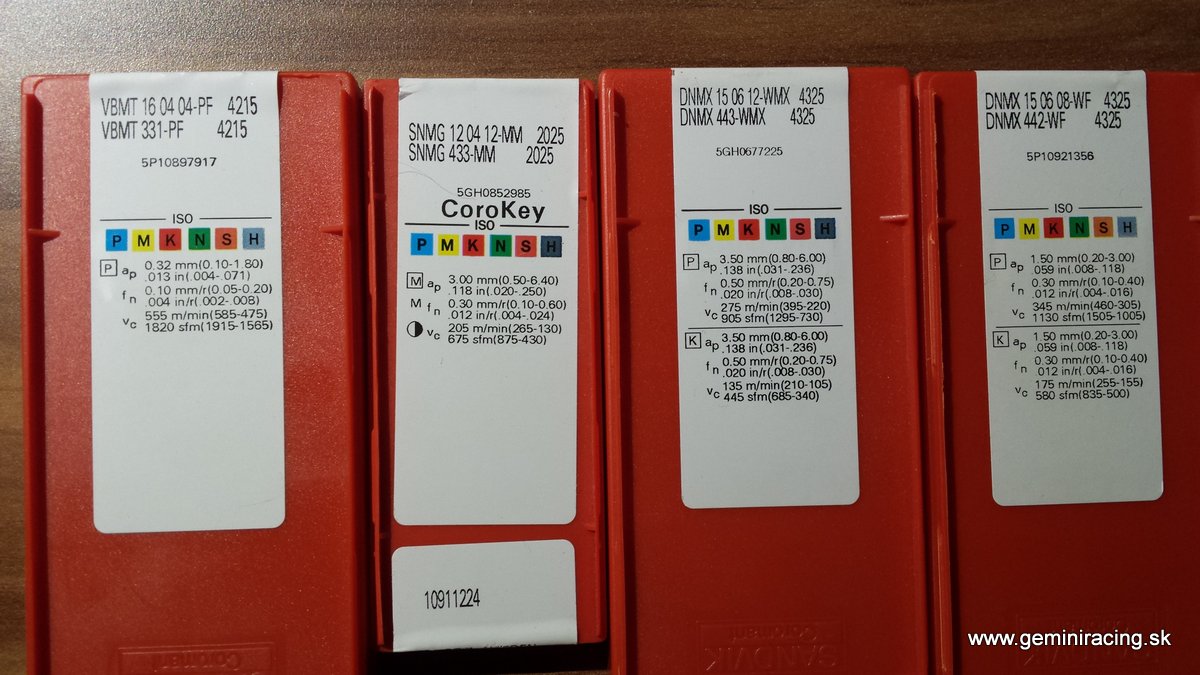 VBMT 16 04 04-PF 4215
VBMT 331-PF 4215
5P10897917
ISO
P M K N S H
P ap 0.32 mm(0.10-1.80)
.013 in(.004-.071)
fn 0.10 mm/r(0.05-0.20)
.004 in/r(.002-.008)
vc 555 m/min(585-475)
1820 sfm(1915-1565)
Coromant
SNMG 12 04 12-MM 2025
SNMG 433-MM 2025
5GH0852985
CoroKey
ISO
P M K N S H
M ap 3.00 mm(0.50-6.40)
.118 in(.020-.250)
M fn 0.30 mm/r(0.10-0.60)
.012 in/r(.004-.024)
vc 205 m/min(265-130)
675 sfm(875-430)
10911224
DNMX 15 06 12-WMX 4325
DNMX 443-WMX 4325
5GH0677225
ISO
P M K N S H
P ap 3.50 mm(0.80-6.00)
.138 in(.031-.236)
fn 0.50 mm/r(0.20-0.75)
.020 in/r(.008-.030)
vc 275 m/min(395-220)
905 sfm(1295-730)
K ap 3.50 mm(0.80-6.00)
.138 in(.031-.236)
fn 0.50 mm/r(0.20-0.75)
.020 in/r(.008-.030)
vc 135 m/min(210-105)
445 sfm(685-340)
SANDVIK
Coromant
DNMX 15 06 08-WF 4325
DNMX 442-WF 4325
5P10921356
ISO
P M K N S H
P ap 1.50 mm(0.20-3.00)
.059 in(.008-.118)
fn 0.30 mm/r(0.10-0.40)
.012 in/r(.004-.016)
vc 345 m/min(460-305)
1130 sfm(1505-1005)
K ap 1.50 mm(0.20-3.00)
.059 in(.008-.118)
fn 0.30 mm/r(0.10-0.40)
.012 in/r(.004-.016)
vc 175 m/min(255-155)
580 sfm(835-500)
www.geminiracing.sk